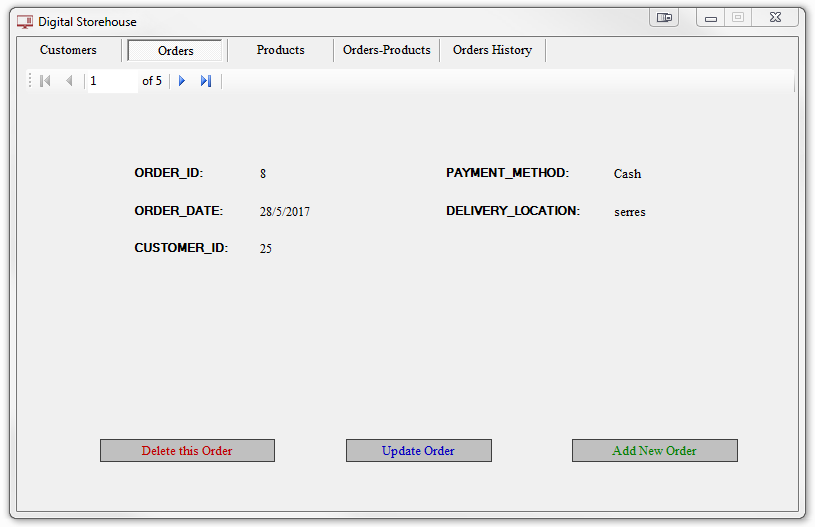 Digital Storehouse
Customers Orders Products Orders-Products Orders History
1 of 5
ORDER_ID: 8 PAYMENT_METHOD: Cash
ORDER_DATE: 28/5/2017 DELIVERY_LOCATION: serres
CUSTOMER_ID: 25
Delete this Order Update Order Add New Order